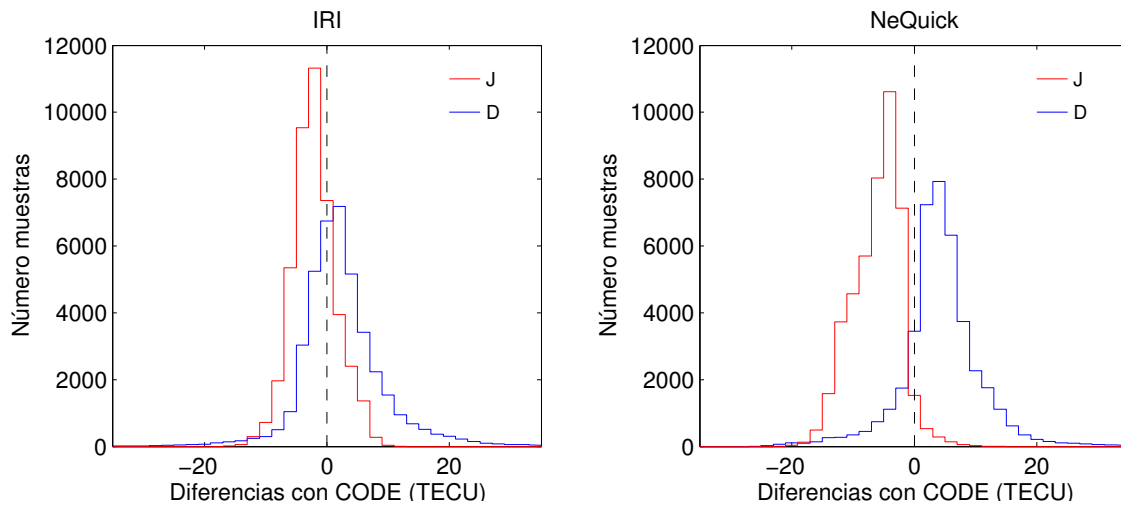 IRI
12000
10000
8000
6000
4000
2000
0
Número muestras
J
D
−20
0
20
Diferencias con CODE (TECU)
NeQuick
12000
10000
8000
6000
4000
2000
0
Número muestras
J
D
−20
0
20
Diferencias con CODE (TECU)